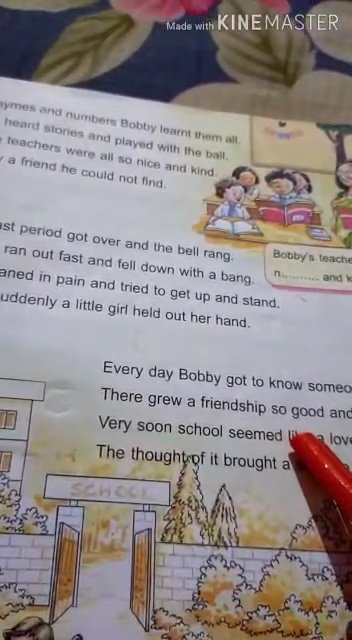 Made with KINEMASTER
hymes and numbers Bobby learnt them all.
heard stories and played with the ball.
teachers were all so nice and kind.
a friend he could not find.
ast period got over and the bell rang.
ran out fast and fell down with a bang.
aned in pain and tried to get up and stand.
uddenly a little girl held out her hand.
Bobby's teache
n.......... and k
Every day Bobby got to know someo
There grew a friendship so good and
Very soon school seemed a love
The thought of it brought a
SCHOOL